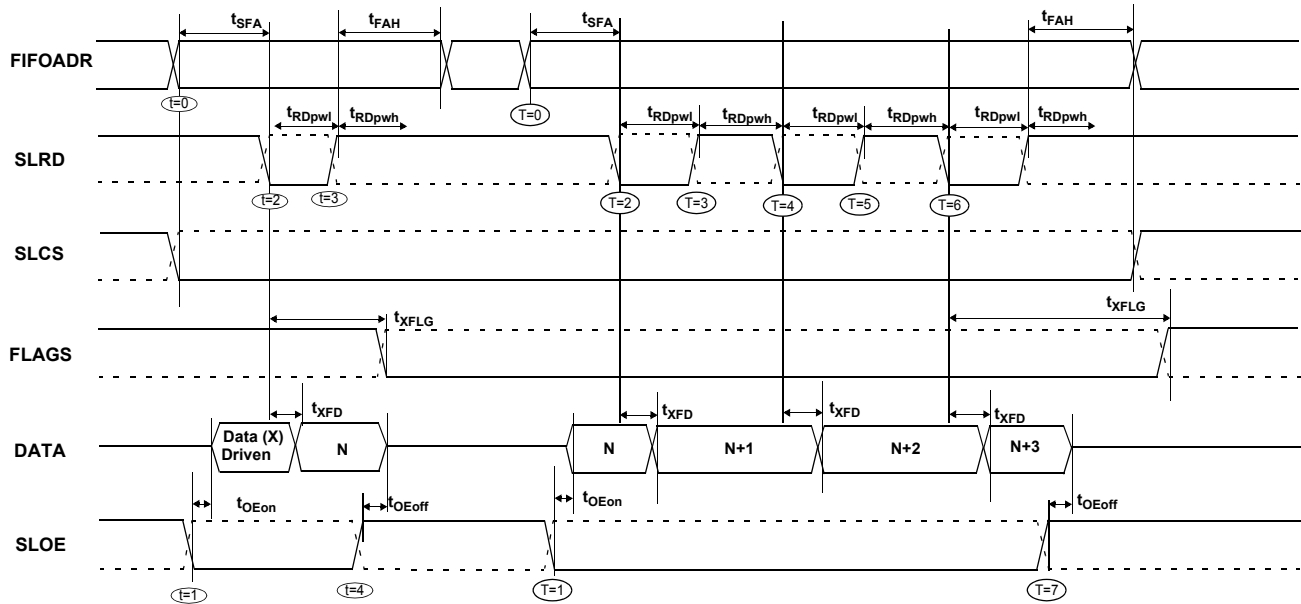 tSFA tFAH tSFA tFAH
FIFOADR
t=0 T=0
tRDpwl tRDpwh tRDpwl tRDpwh tRDpwl tRDpwh tRDpwl tRDpwh
SLRD
t=2 t=3 T=2 T=3 T=4 T=5 T=6
SLCS
tXFLG tXFLG
FLAGS
tXFD tXFD tXFD tXFD
DATA
Data (X)
Driven
N N N+1 N+2 N+3
tOEon tOEoff tOEon tOEoff
SLOE
t=1 t=4 T=1 T=7